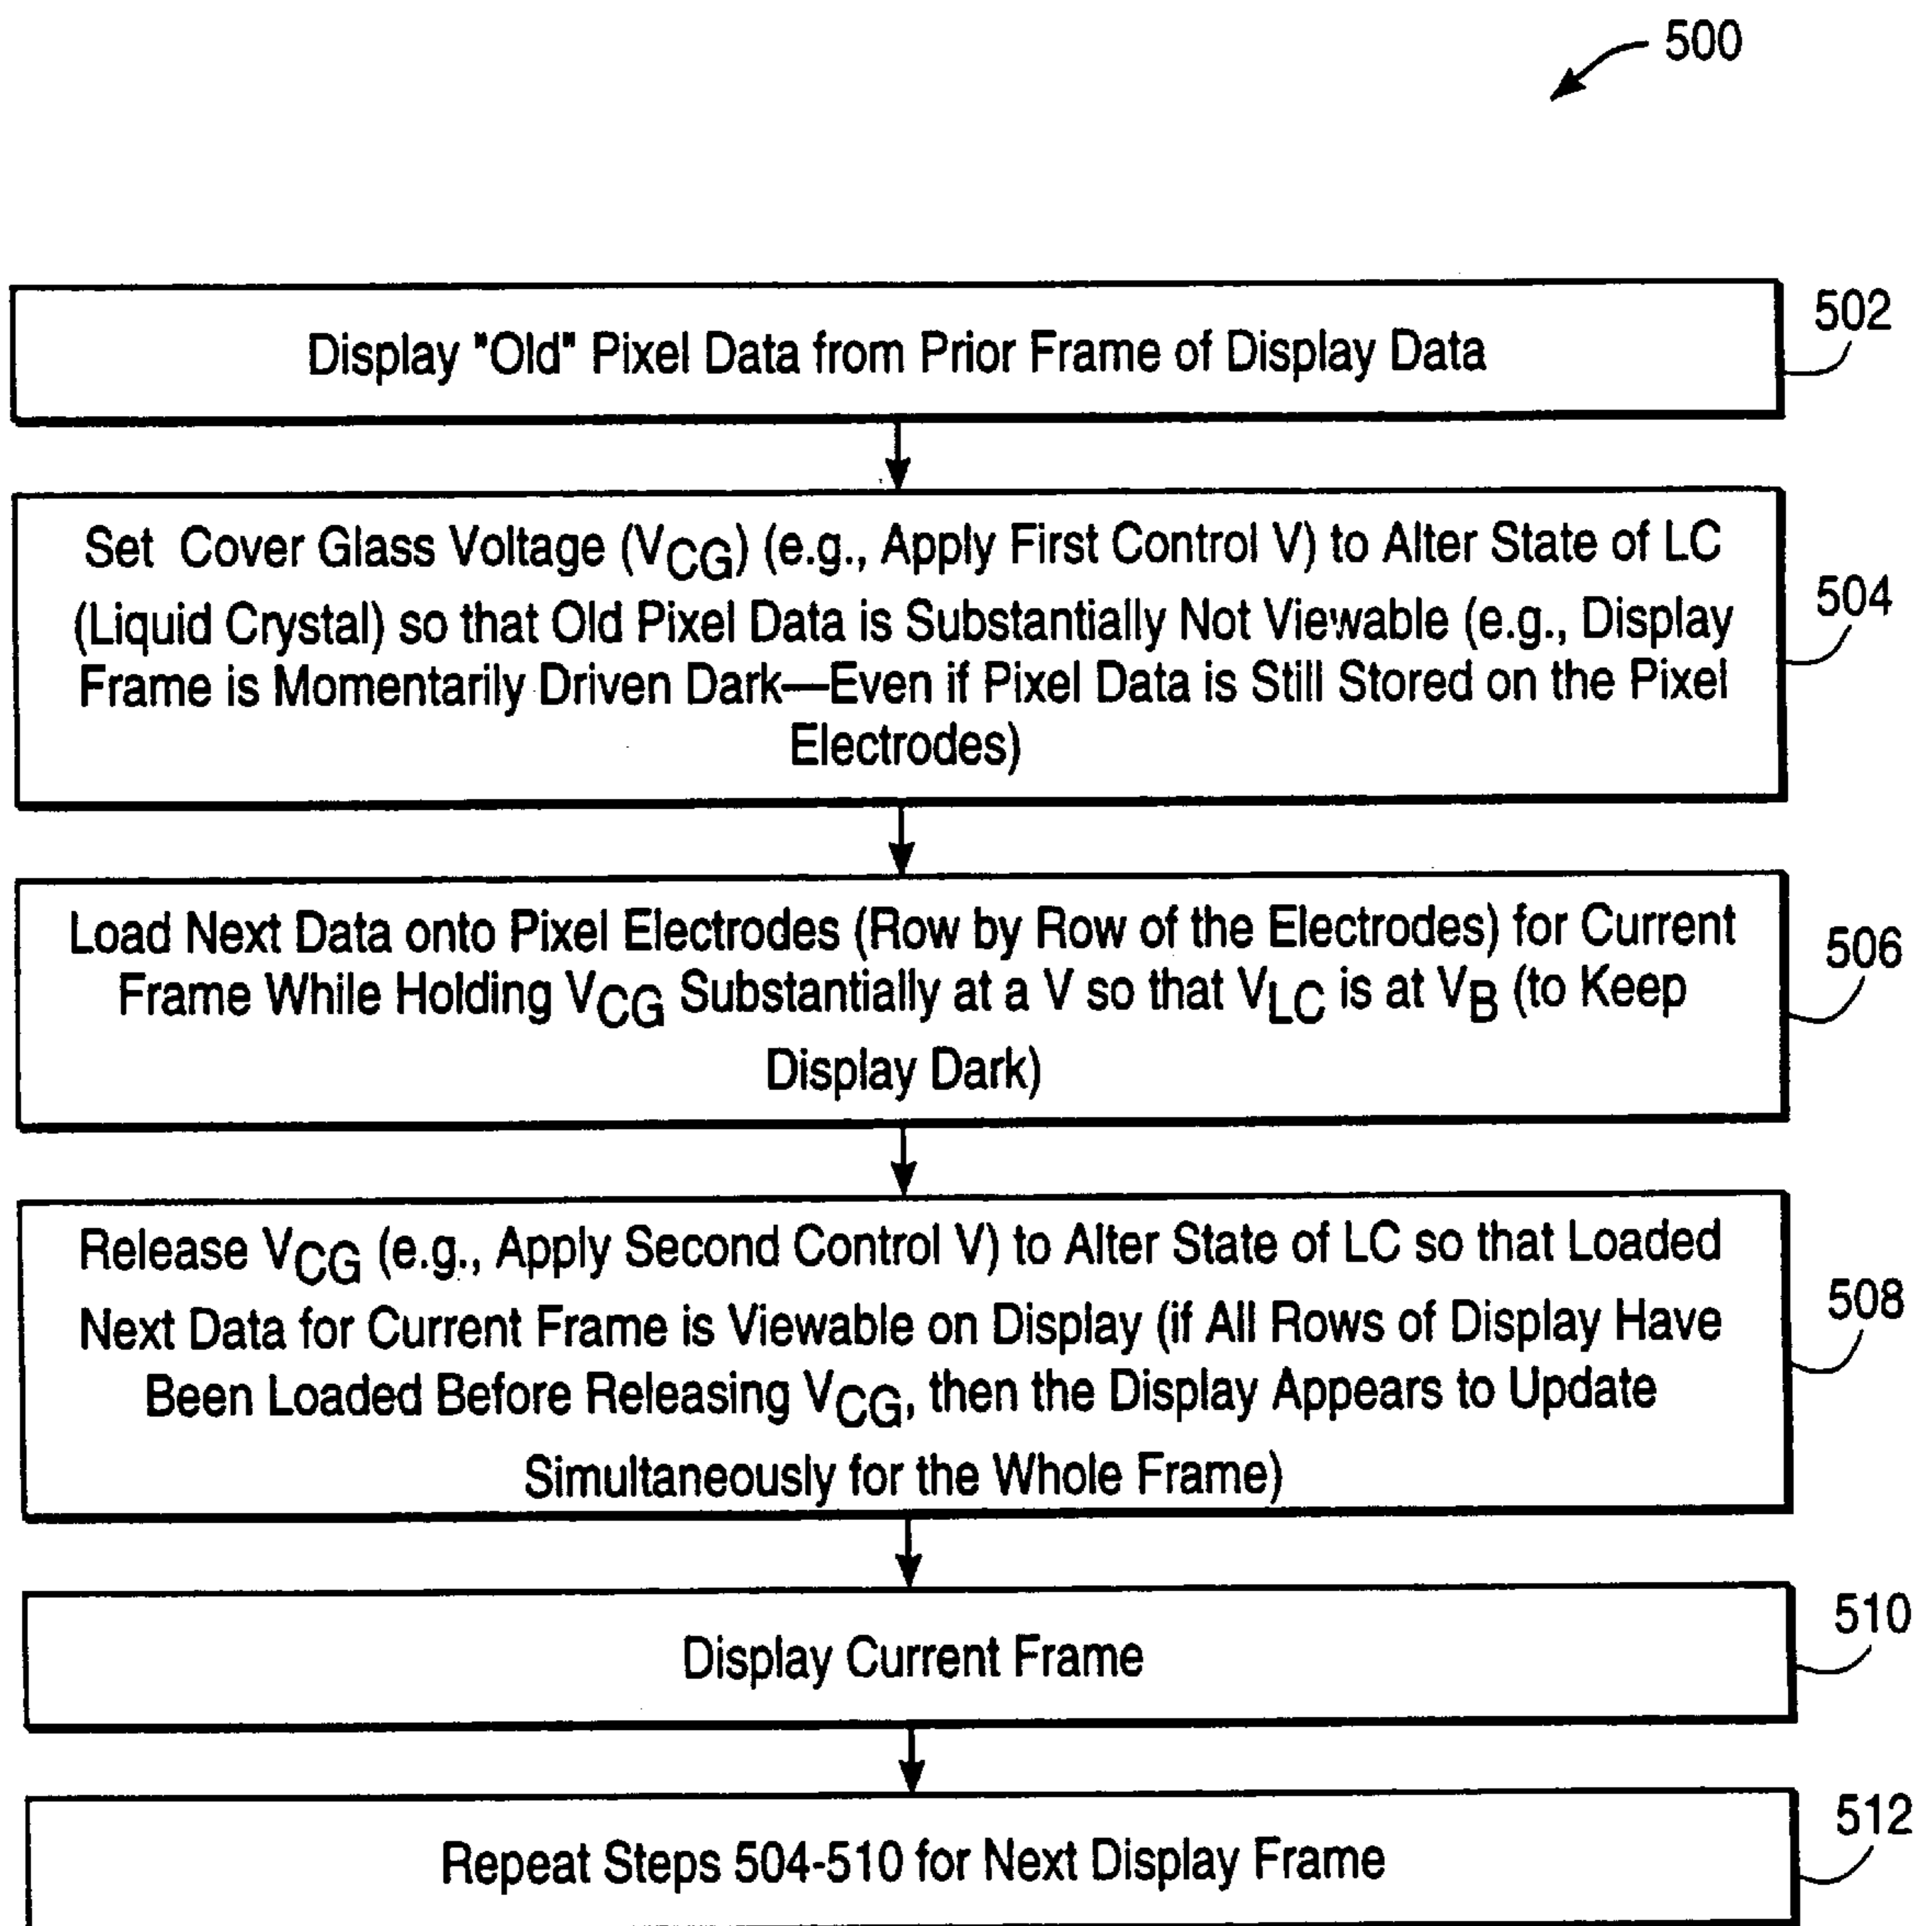 500
502
Display "Old" Pixel Data from Prior Frame of Display Data
Set Cover Glass Voltage (VCG) (e.g., Apply First Control V) to Alter State of LC
(Liquid Crystal) so that Old Pixel Data is Substantially Not Viewable (e.g., Display
Frame is Momentarily Driven Dark—Even if Pixel Data is Still Stored on the Pixel
Electrodes)
504
Load Next Data onto Pixel Electrodes (Row by Row of the Electrodes) for Current
Frame While Holding VCG Substantially at a V so that VLC is at VB (to Keep
Display Dark)
506
Release VCG (e.g., Apply Second Control V) to Alter State of LC so that Loaded
Next Data for Current Frame is Viewable on Display (if All Rows of Display Have
Been Loaded Before Releasing VCG, then the Display Appears to Update
Simultaneously for the Whole Frame)
508
Display Current Frame
510
Repeat Steps 504-510 for Next Display Frame
512